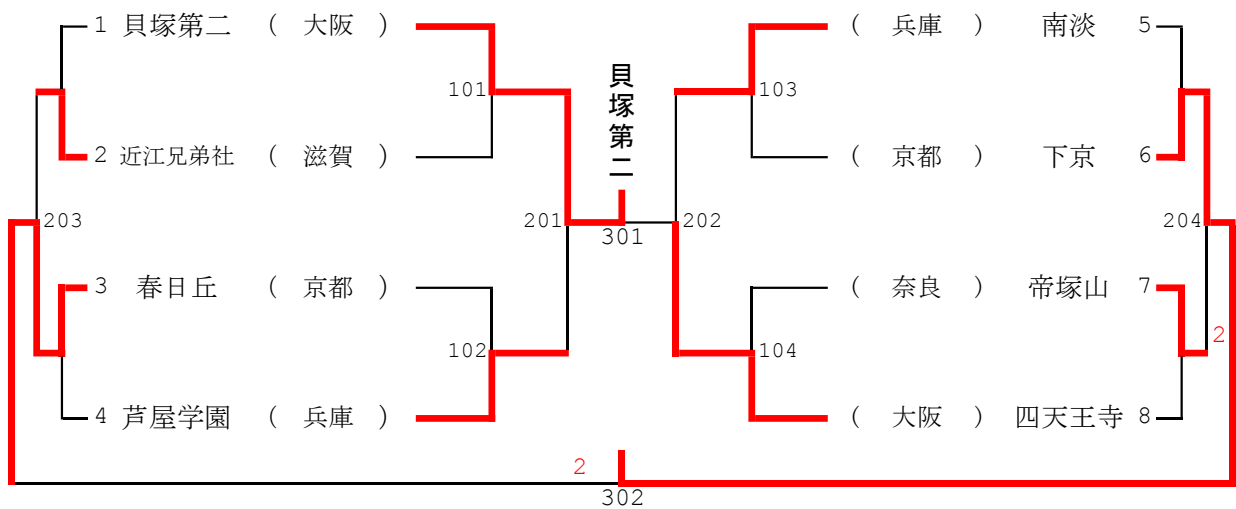 1 貝塚第二 ( 大阪 )
( 兵庫 ) 南淡 5
101
貝塚第二
103
2 近江兄弟社 ( 滋賀 )
( 京都 ) 下京 6
203
201
301
202
204
3 春日丘 ( 京都 )
( 奈良 ) 帝塚山 7
2
102
104
4 芦屋学園 ( 兵庫 )
( 大阪 ) 四天王寺 8
2
302